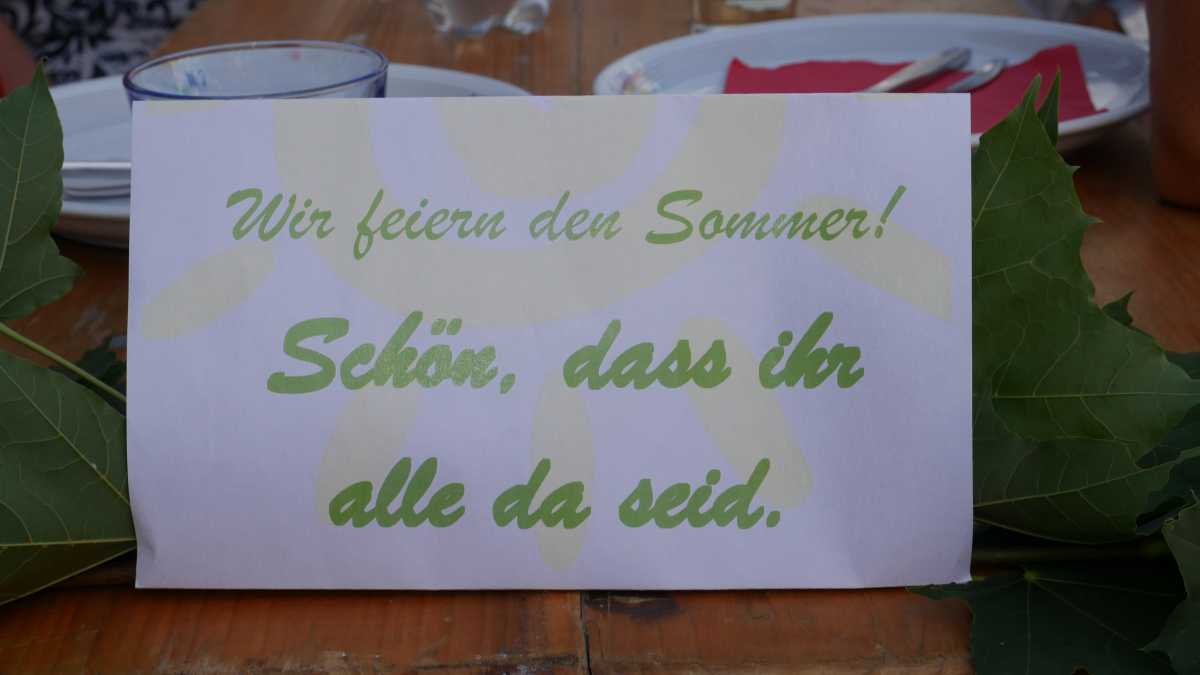 Wir feiern den Sommer!
Schön, dass ihr
alle da seid.